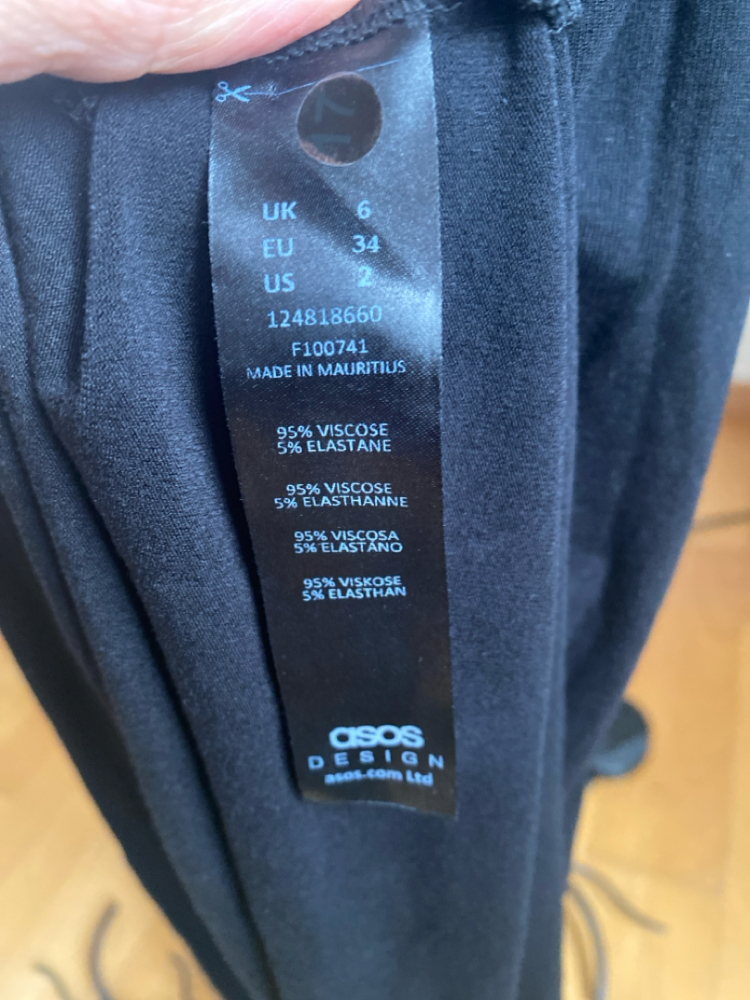 UK 6
EU 34
US 2
124818660
F100741
MADE IN MAURITIUS
95% VISCOSE
5% ELASTANE
95% VISCOSE
5% ELASTHANNE
95% VISCOSA
5% ELASTANO
95% VISKOSE
5% ELASTHAN
asos
DESIGN
asos.com Ltd